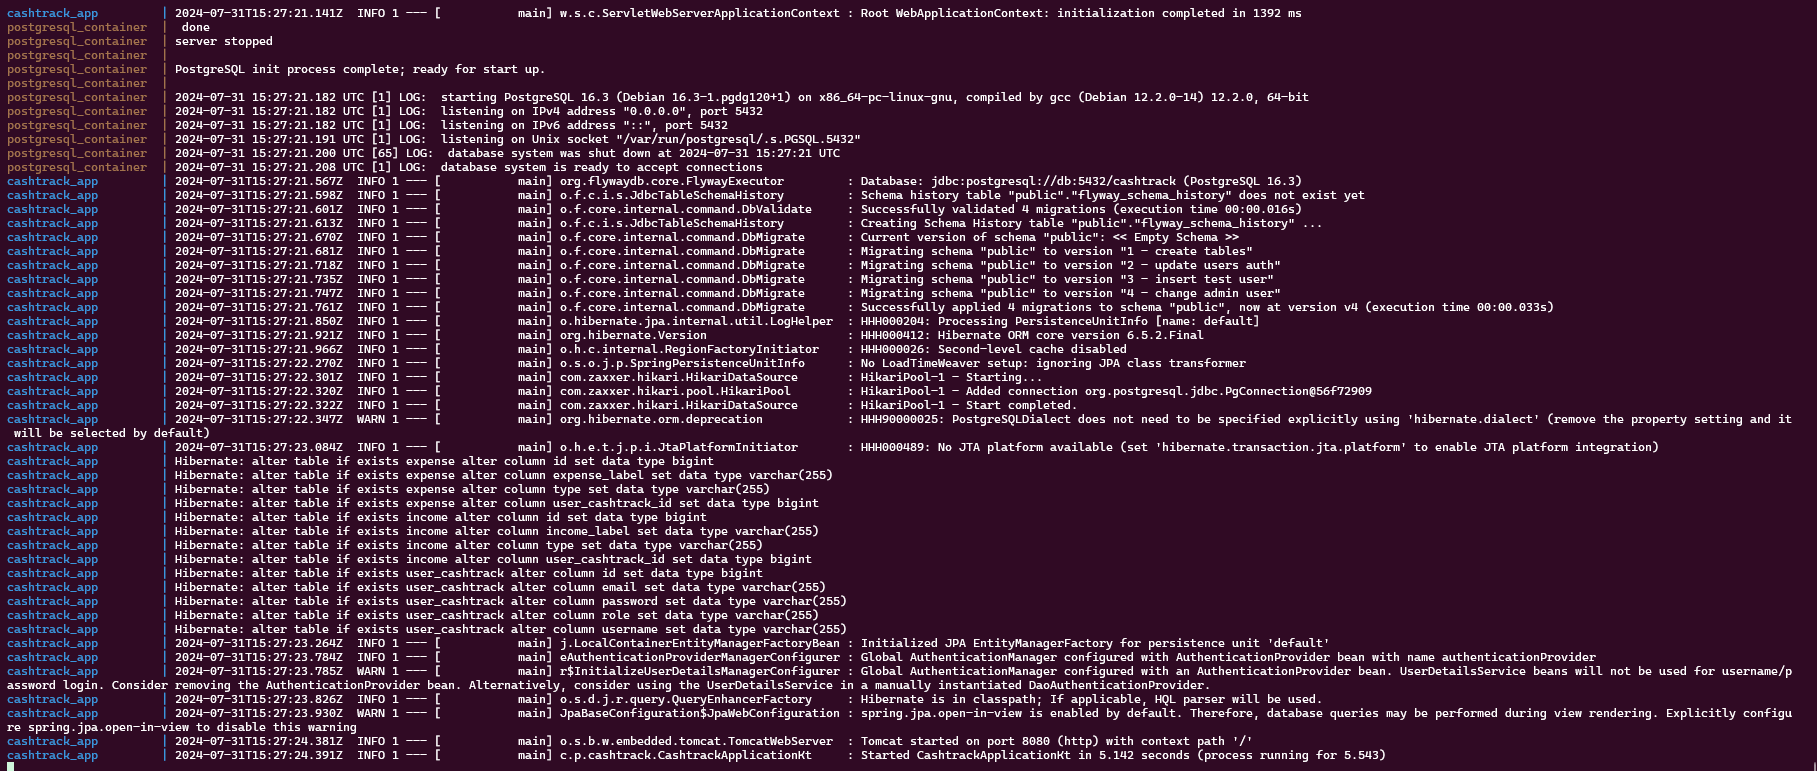 cashtrack_app         | 2024-07-31T15:27:21.141Z  INFO 1 --- [           main] w.s.c.ServletWebServerApplicationContext : Root WebApplicationContext: initialization completed in 1392 ms
postgresql_container  |  done
postgresql_container  | server stopped
postgresql_container  |
postgresql_container  | PostgreSQL init process complete; ready for start up.
postgresql_container  |
postgresql_container  | 2024-07-31 15:27:21.182 UTC [1] LOG:  starting PostgreSQL 16.3 (Debian 16.3-1.pgdg120+1) on x86_64-pc-linux-gnu, compiled by gcc (Debian 12.2.0-14) 12.2.0, 64-bit
postgresql_container  | 2024-07-31 15:27:21.182 UTC [1] LOG:  listening on IPv4 address "0.0.0.0", port 5432
postgresql_container  | 2024-07-31 15:27:21.182 UTC [1] LOG:  listening on IPv6 address "::", port 5432
postgresql_container  | 2024-07-31 15:27:21.191 UTC [1] LOG:  listening on Unix socket "/var/run/postgresql/.s.PGSQL.5432"
postgresql_container  | 2024-07-31 15:27:21.200 UTC [65] LOG:  database system was shut down at 2024-07-31 15:27:21 UTC
postgresql_container  | 2024-07-31 15:27:21.208 UTC [1] LOG:  database system is ready to accept connections
cashtrack_app         | 2024-07-31T15:27:21.567Z  INFO 1 --- [           main] org.flywaydb.core.FlywayExecutor         : Database: jdbc:postgresql://db:5432/cashtrack (PostgreSQL 16.3)
cashtrack_app         | 2024-07-31T15:27:21.598Z  INFO 1 --- [           main] o.f.c.i.s.JdbcTableSchemaHistory         : Schema history table "public"."flyway_schema_history" does not exist yet
cashtrack_app         | 2024-07-31T15:27:21.601Z  INFO 1 --- [           main] o.f.core.internal.command.DbValidate     : Successfully validated 4 migrations (execution time 00:00.016s)
cashtrack_app         | 2024-07-31T15:27:21.613Z  INFO 1 --- [           main] o.f.c.i.s.JdbcTableSchemaHistory         : Creating Schema History table "public"."flyway_schema_history" ...
cashtrack_app         | 2024-07-31T15:27:21.670Z  INFO 1 --- [           main] o.f.core.internal.command.DbMigrate      : Current version of schema "public": << Empty Schema >>
cashtrack_app         | 2024-07-31T15:27:21.681Z  INFO 1 --- [           main] o.f.core.internal.command.DbMigrate      : Migrating schema "public" to version "1 - create tables"
cashtrack_app         | 2024-07-31T15:27:21.718Z  INFO 1 --- [           main] o.f.core.internal.command.DbMigrate      : Migrating schema "public" to version "2 - update users auth"
cashtrack_app         | 2024-07-31T15:27:21.735Z  INFO 1 --- [           main] o.f.core.internal.command.DbMigrate      : Migrating schema "public" to version "3 - insert test user"
cashtrack_app         | 2024-07-31T15:27:21.747Z  INFO 1 --- [           main] o.f.core.internal.command.DbMigrate      : Migrating schema "public" to version "4 - change admin user"
cashtrack_app         | 2024-07-31T15:27:21.761Z  INFO 1 --- [           main] o.f.core.internal.command.DbMigrate      : Successfully applied 4 migrations to schema "public", now at version v4 (execution time 00:00.033s)
cashtrack_app         | 2024-07-31T15:27:21.850Z  INFO 1 --- [           main] o.hibernate.jpa.internal.util.LogHelper  : HHH000204: Processing PersistenceUnitInfo [name: default]
cashtrack_app         | 2024-07-31T15:27:21.921Z  INFO 1 --- [           main] org.hibernate.Version                    : HHH000412: Hibernate ORM core version 6.5.2.Final
cashtrack_app         | 2024-07-31T15:27:21.966Z  INFO 1 --- [           main] o.h.c.internal.RegionFactoryInitiator    : HHH000026: Second-level cache disabled
cashtrack_app         | 2024-07-31T15:27:22.270Z  INFO 1 --- [           main] o.s.o.j.p.SpringPersistenceUnitInfo      : No LoadTimeWeaver setup: ignoring JPA class transformer
cashtrack_app         | 2024-07-31T15:27:22.301Z  INFO 1 --- [           main] com.zaxxer.hikari.HikariDataSource       : HikariPool-1 - Starting...
cashtrack_app         | 2024-07-31T15:27:22.320Z  INFO 1 --- [           main] com.zaxxer.hikari.pool.HikariPool        : HikariPool-1 - Added connection org.postgresql.jdbc.PgConnection@56f72909
cashtrack_app         | 2024-07-31T15:27:22.322Z  INFO 1 --- [           main] com.zaxxer.hikari.HikariDataSource       : HikariPool-1 - Start completed.
cashtrack_app         | 2024-07-31T15:27:22.347Z  WARN 1 --- [           main] org.hibernate.orm.deprecation            : HHH90000025: PostgreSQLDialect does not need to be specified explicitly using 'hibernate.dialect' (remove the property setting and it
 will be selected by default)
cashtrack_app         | 2024-07-31T15:27:23.084Z  INFO 1 --- [           main] o.h.e.t.j.p.i.JtaPlatformInitiator       : HHH000489: No JTA platform available (set 'hibernate.transaction.jta.platform' to enable JTA platform integration)
cashtrack_app         | Hibernate: alter table if exists expense alter column id set data type bigint
cashtrack_app         | Hibernate: alter table if exists expense alter column expense_label set data type varchar(255)
cashtrack_app         | Hibernate: alter table if exists expense alter column type set data type varchar(255)
cashtrack_app         | Hibernate: alter table if exists expense alter column user_cashtrack_id set data type bigint
cashtrack_app         | Hibernate: alter table if exists income alter column id set data type bigint
cashtrack_app         | Hibernate: alter table if exists income alter column income_label set data type varchar(255)
cashtrack_app         | Hibernate: alter table if exists income alter column type set data type varchar(255)
cashtrack_app         | Hibernate: alter table if exists income alter column user_cashtrack_id set data type bigint
cashtrack_app         | Hibernate: alter table if exists user_cashtrack alter column id set data type bigint
cashtrack_app         | Hibernate: alter table if exists user_cashtrack alter column email set data type varchar(255)
cashtrack_app         | Hibernate: alter table if exists user_cashtrack alter column password set data type varchar(255)
cashtrack_app         | Hibernate: alter table if exists user_cashtrack alter column role set data type varchar(255)
cashtrack_app         | Hibernate: alter table if exists user_cashtrack alter column username set data type varchar(255)
cashtrack_app         | 2024-07-31T15:27:23.264Z  INFO 1 --- [           main] j.LocalContainerEntityManagerFactoryBean : Initialized JPA EntityManagerFactory for persistence unit 'default'
cashtrack_app         | 2024-07-31T15:27:23.784Z  INFO 1 --- [           main] eAuthenticationProviderManagerConfigurer : Global AuthenticationManager configured with AuthenticationProvider bean with name authenticationProvider
cashtrack_app         | 2024-07-31T15:27:23.785Z  WARN 1 --- [           main] r$InitializeUserDetailsManagerConfigurer : Global AuthenticationManager configured with an AuthenticationProvider bean. UserDetailsService beans will not be used for username/p
assword login. Consider removing the AuthenticationProvider bean. Alternatively, consider using the UserDetailsService in a manually instantiated DaoAuthenticationProvider.
cashtrack_app         | 2024-07-31T15:27:23.826Z  INFO 1 --- [           main] o.s.d.j.r.query.QueryEnhancerFactory     : Hibernate is in classpath; If applicable, HQL parser will be used.
cashtrack_app         | 2024-07-31T15:27:23.930Z  WARN 1 --- [           main] JpaBaseConfiguration$JpaWebConfiguration : spring.jpa.open-in-view is enabled by default. Therefore, database queries may be performed during view rendering. Explicitly configu
re spring.jpa.open-in-view to disable this warning
cashtrack_app         | 2024-07-31T15:27:24.381Z  INFO 1 --- [           main] o.s.b.w.embedded.tomcat.TomcatWebServer  : Tomcat started on port 8080 (http) with context path '/'
cashtrack_app         | 2024-07-31T15:27:24.391Z  INFO 1 --- [           main] c.p.cashtrack.CashtrackApplicationKt     : Started CashtrackApplicationKt in 5.142 seconds (process running for 5.543)